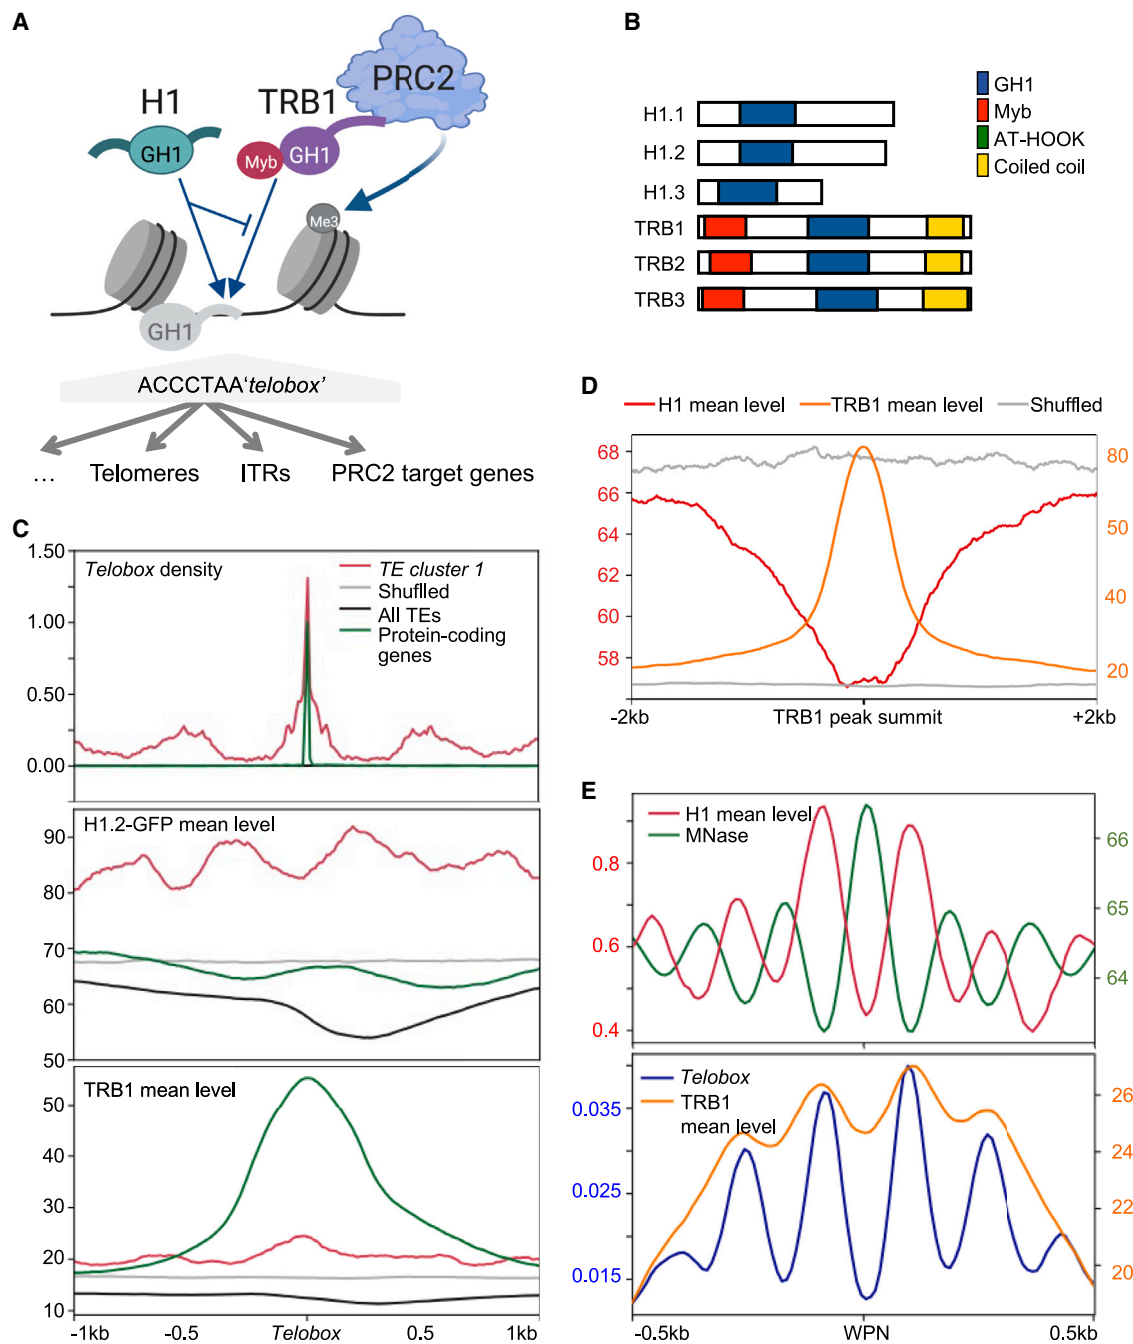 A
H1
TRB1
PRC2
GH1
Myb
GH1
Me3
GH1
ACCCTAA‘telobox’
... Telomeres ITRs PRC2 target genes
B
GH1
Myb
AT-HOOK
Coiled coil
H1.1
H1.2
H1.3
TRB1
TRB2
TRB3
C
Telobox density
TE cluster 1
Shuflled
All TEs
Protein-coding
genes
1.50
1.00
0.50
0.00
H1.2-GFP mean level
90
80
70
60
50
TRB1 mean level
50
40
30
20
10
-1kb -0.5 Telobox 0.5 1kb
D
H1 mean level TRB1 mean level Shuffled
68
66
64
62
60
58
80
50
40
20
-2kb TRB1 peak summit +2kb
E
H1 mean level
MNase
0.8
0.6
0.4
66
65
64
Telobox
TRB1
mean level
0.035
0.025
0.015
26
24
22
20
-0.5kb WPN 0.5kb